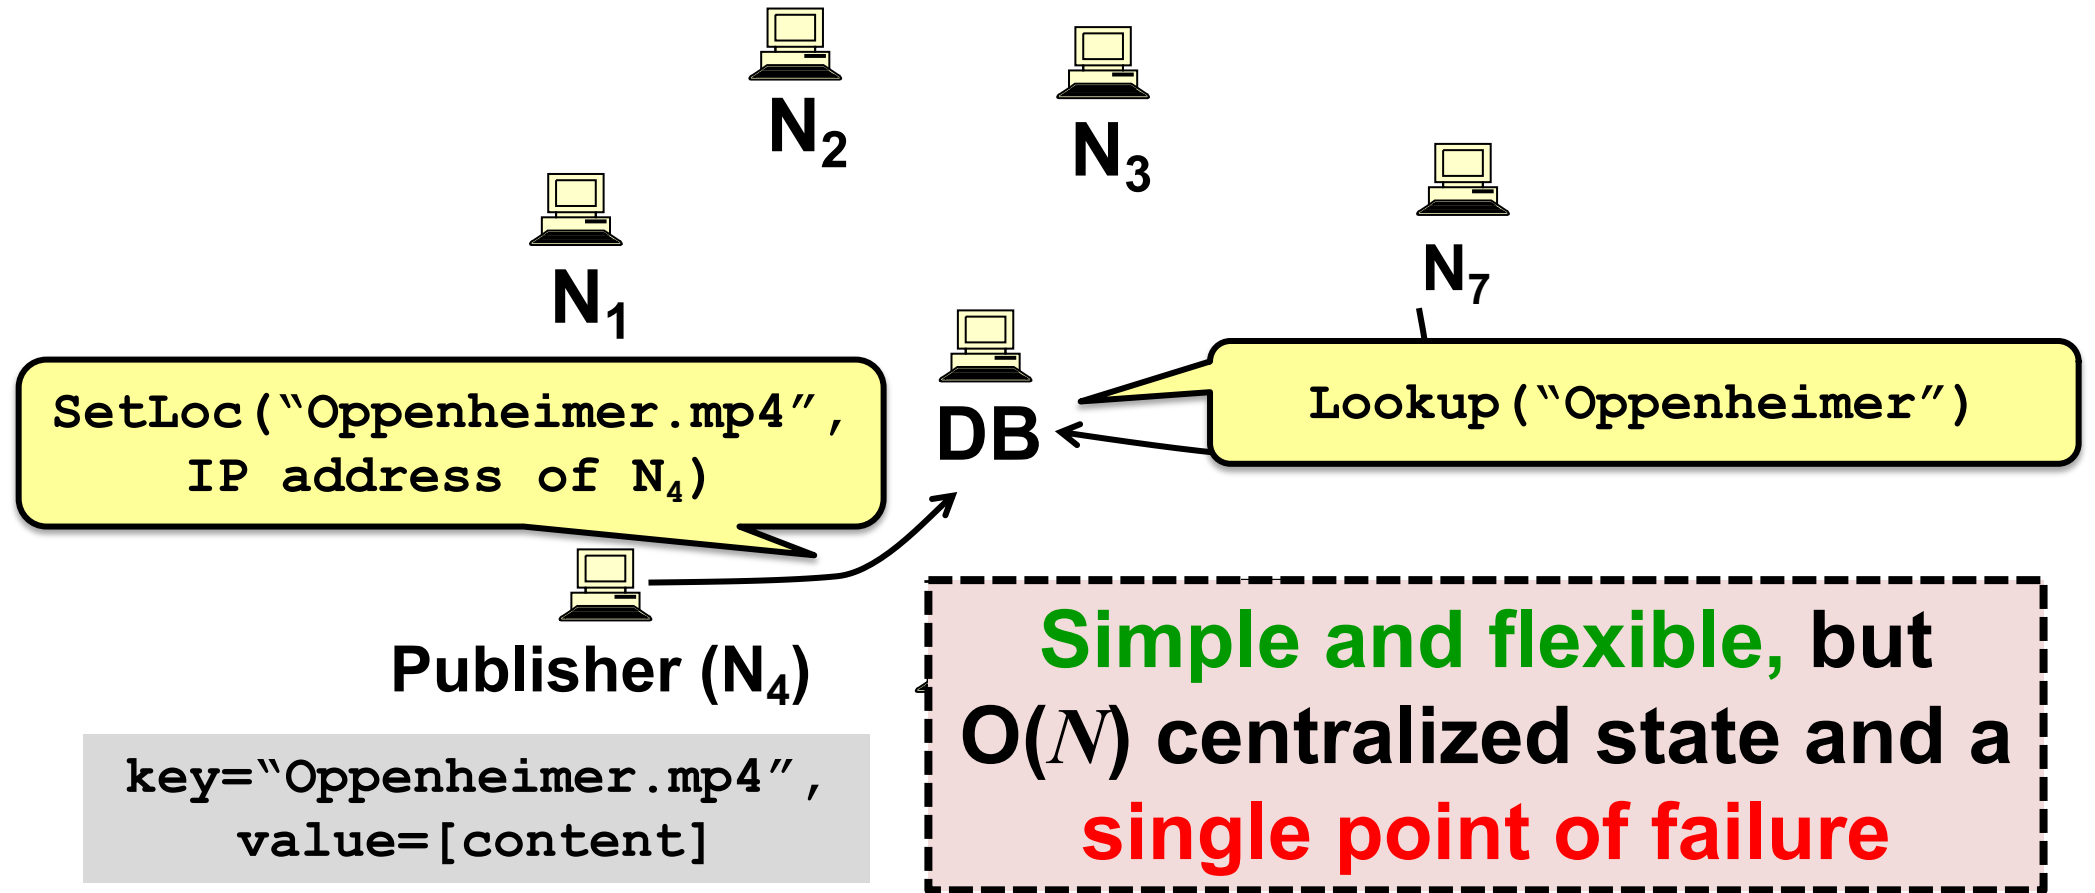 N₂
N₃
N₁
N₇
SetLoc(“Oppenheimer.mp4”,
IP address of N₄)
DB
Lookup(“Oppenheimer”)
Publisher (N₄)
key=“Oppenheimer.mp4”,
value=[content]
Simple and flexible, but
O(N) centralized state and a
single point of failure